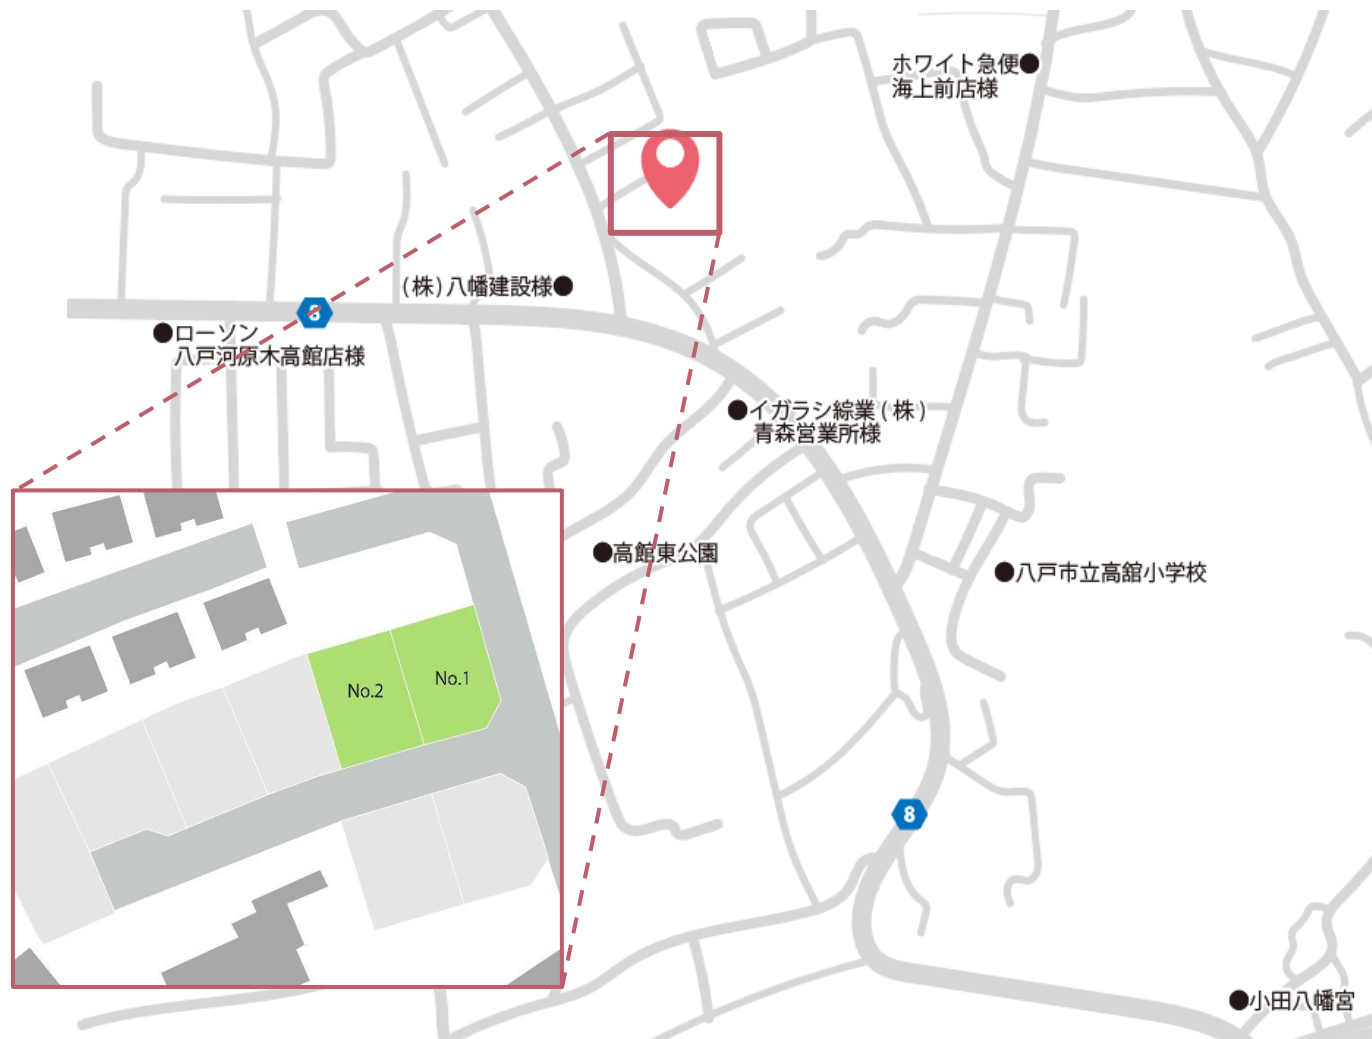 ホワイト急便
海上前店様
(株)八幡建設様
8
ローソン
八戸河原木高館店様
イガラシ綜業(株)
青森営業所様
高館東公園
八戸市立高舘小学校
No.1
No.2
8
小田八幡宮